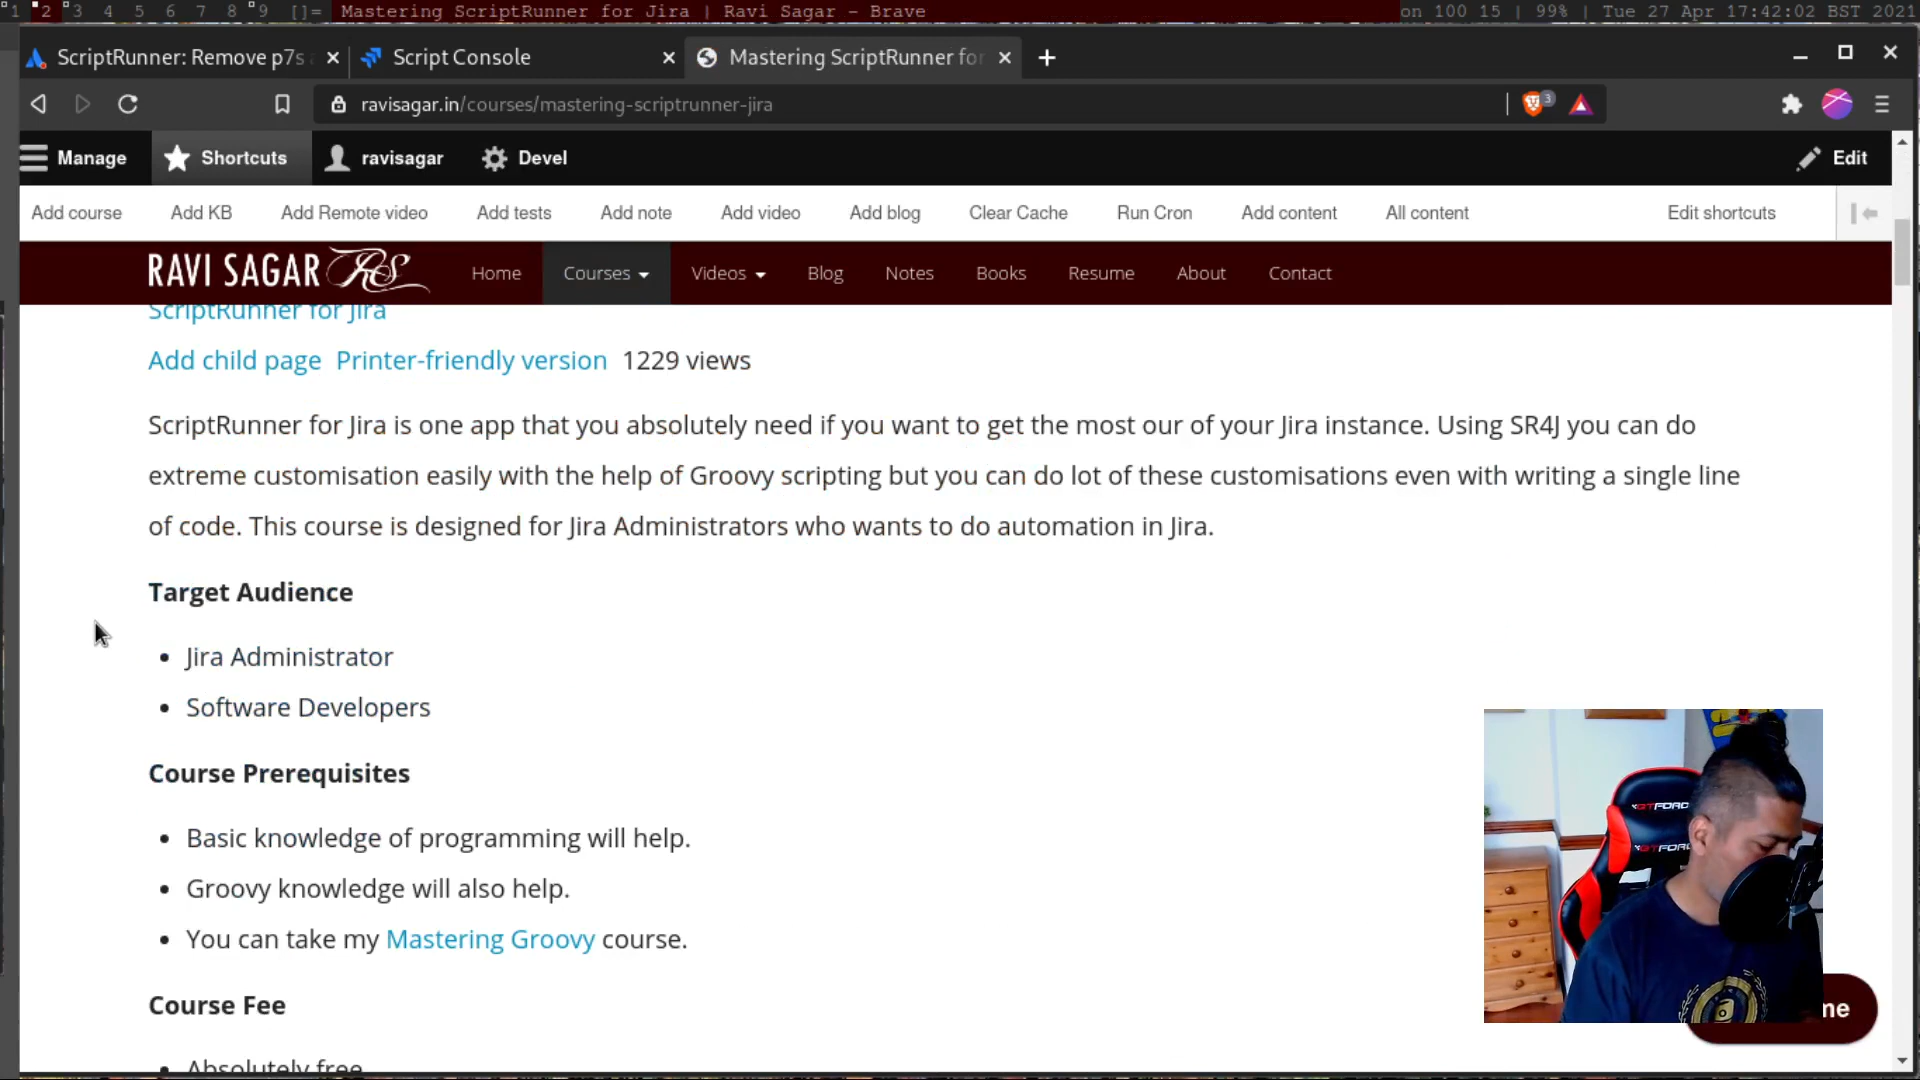 1 2 3 4 5 6 7 8 9 []= Mastering ScriptRunner for Jira | Ravi Sagar - Brave on 100 15 | 99% | Tue 27 Apr 17:42:02 BST 2021
ScriptRunner: Remove p7s Script Console Mastering ScriptRunner for
ravisagar.in/courses/mastering-scriptrunner-jira 3
Manage Shortcuts ravisagar Devel Edit
Add course Add KB Add Remote video Add tests Add note Add video Add blog Clear Cache Run Cron Add content All content Edit shortcuts
RAVI SAGAR RS Home Courses Videos Blog Notes Books Resume About Contact
ScriptRunner for Jira
Add child page Printer-friendly version 1229 views
ScriptRunner for Jira is one app that you absolutely need if you want to get the most our of your Jira instance. Using SR4J you can do
extreme customisation easily with the help of Groovy scripting but you can do lot of these customisations even with writing a single line
of code. This course is designed for Jira Administrators who wants to do automation in Jira.
Target Audience
• Jira Administrator
• Software Developers
Course Prerequisites
• Basic knowledge of programming will help.
• Groovy knowledge will also help.
• You can take my Mastering Groovy course.
Course Fee
• Absolutely free
GTFORCE
GTFORC
me